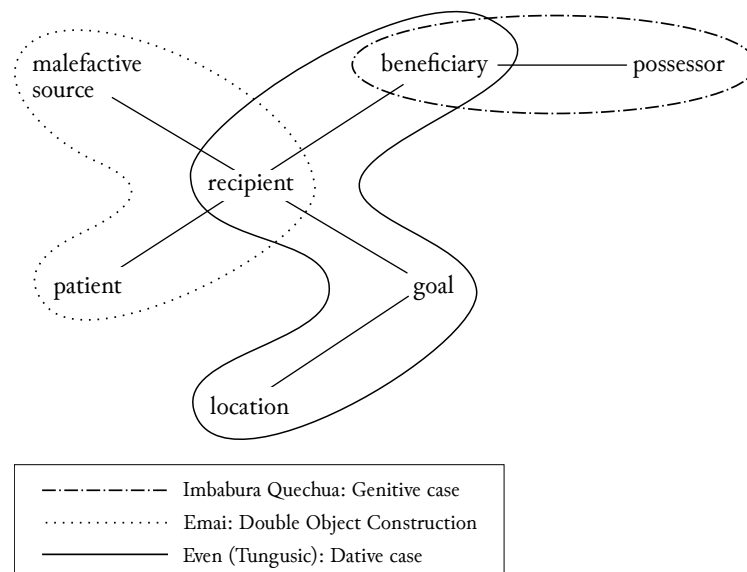 malefactive
source
beneficiary
possessor
recipient
patient
goal
location
Imbabura Quechua: Genitive case
Emai: Double Object Construction
Even (Tungusic): Dative case